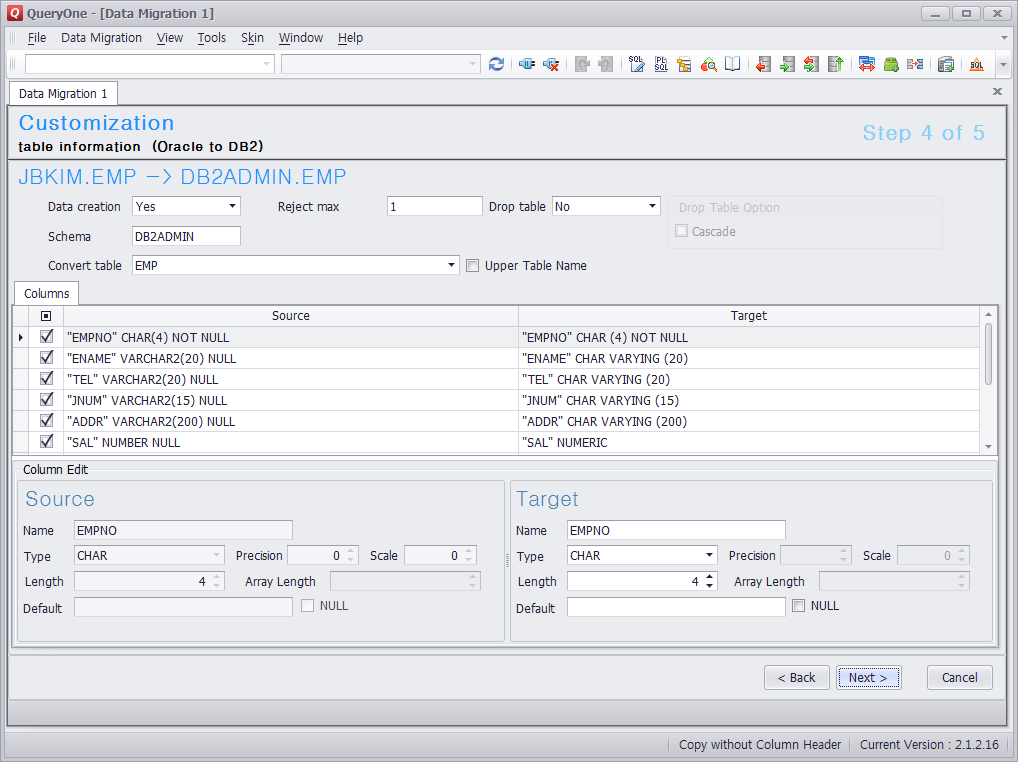 QueryOne - [Data Migration 1]
File Data Migration View Tools Skin Window Help
SQL PL SQL SQL
Data Migration 1
Customization
table information (Oracle to DB2)
Step 4 of 5
JBKIM.EMP -> DB2ADMIN.EMP
Data creation Yes Reject max 1 Drop table No Drop Table Option
Schema DB2ADMIN Cascade
Convert table EMP Upper Table Name
Columns
Source Target
"EMPNO" CHAR(4) NOT NULL "EMPNO" CHAR (4) NOT NULL
"ENAME" VARCHAR2(20) NULL "ENAME" CHAR VARYING (20)
"TEL" VARCHAR2(20) NULL "TEL" CHAR VARYING (20)
"JNUM" VARCHAR2(15) NULL "JNUM" CHAR VARYING (15)
"ADDR" VARCHAR2(200) NULL "ADDR" CHAR VARYING (200)
"SAL" NUMBER NULL "SAL" NUMERIC
Column Edit
Source
Name EMPNO
Type CHAR Precision 0 Scale 0
Length 4 Array Length
Default NULL
Target
Name EMPNO
Type CHAR Precision Scale 0
Length 4 Array Length
Default NULL
< Back Next > Cancel
Copy without Column Header Current Version : 2.1.2.16